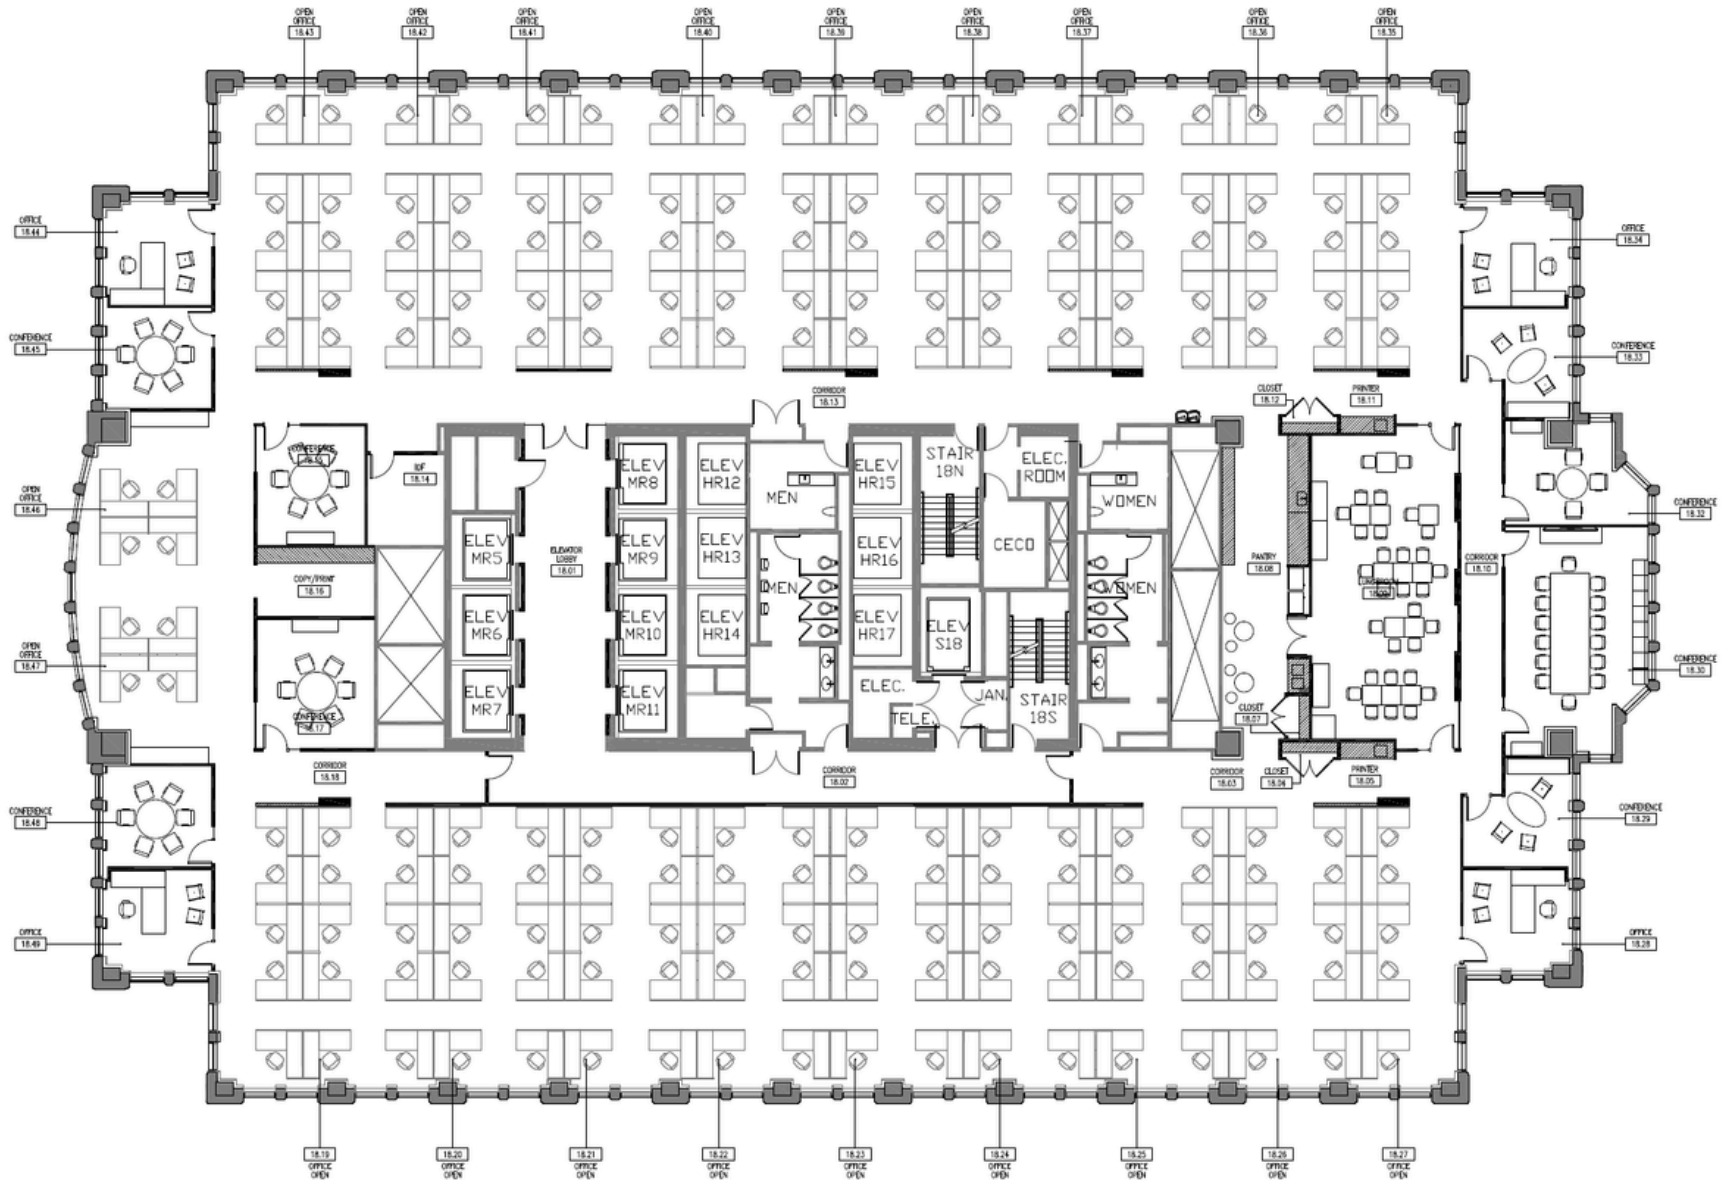 OPEN
OFFICE
18.43
OPEN
OFFICE
18.42
OPEN
OFFICE
18.41
OPEN
OFFICE
18.40
OPEN
OFFICE
18.39
OPEN
OFFICE
18.38
OPEN
OFFICE
18.37
OPEN
OFFICE
18.36
OPEN
OFFICE
18.35
OFFICE
18.44
OFFICE
18.34
CONFERENCE
18.45
CONFERENCE
18.33
CORRIDOR
18.13
CLOSET
18.12
PRINTER
18.11
CONFERENCE
IDF
18.14
ELEV
MR8
ELEV
HR12
MEN
ELEV
HR15
STAIR
18N
ELEC.
ROOM
WOMEN
OPEN
OFFICE
18.46
CONFERENCE
18.32
ELEV
MR5
ELEVATOR
LOBBY
18.01
ELEV
MR9
ELEV
HR13
ELEV
HR16
CECO
PANTRY
18.08
CORRIDOR
18.10
COPY/PRINT
18.16
MEN
WOMEN
ELEV
MR6
ELEV
MR10
ELEV
HR14
ELEV
HR17
ELEV
S18
OPEN
OFFICE
18.47
CONFERENCE
18.30
ELEV
MR7
ELEV
MR11
ELEC.
TELE.
JAN.
STAIR
18S
CONFERENCE
18.17
CLOSET
18.07
CORRIDOR
18.18
CORRIDOR
18.02
CORRIDOR
18.03
CLOSET
18.04
PRINTER
18.05
CONFERENCE
18.48
CONFERENCE
18.29
OFFICE
18.49
OFFICE
18.28
18.19
OFFICE
OPEN
18.20
OFFICE
OPEN
18.21
OFFICE
OPEN
18.22
OFFICE
OPEN
18.23
OFFICE
OPEN
18.24
OFFICE
OPEN
18.25
OFFICE
OPEN
18.26
OFFICE
OPEN
18.27
OFFICE
OPEN